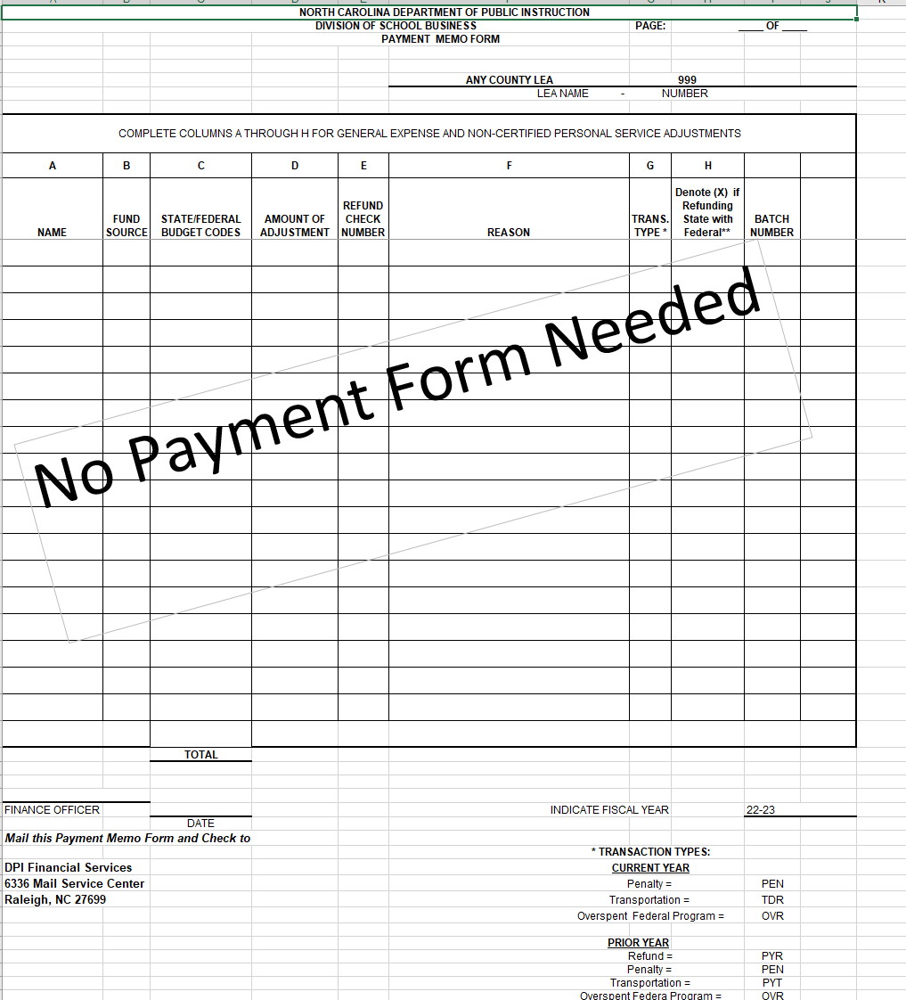 NORTH CAROLINA DEPARTMENT OF PUBLIC INSTRUCTION
DIVISION OF SCHOOL BUSINESS PAGE: ____ OF ____
PAYMENT MEMO FORM
ANY COUNTY LEA 999
LEA NAME - NUMBER
COMPLETE COLUMNS A THROUGH H FOR GENERAL EXPENSE AND NON-CERTIFIED PERSONAL SERVICE ADJUSTMENTS
A B C D E F G H
NAME
FUND
SOURCE
STATE/FEDERAL
BUDGET CODES
AMOUNT OF
ADJUSTMENT
REFUND
CHECK
NUMBER
REASON
TRANS.
TYPE *
Denote (X) if
Refunding
State with
Federal**
BATCH
NUMBER
No Payment Form Needed
TOTAL
FINANCE OFFICER
DATE
INDICATE FISCAL YEAR 22-23
Mail this Payment Memo Form and Check to
DPI Financial Services
6336 Mail Service Center
Raleigh, NC 27699
* TRANSACTION TYPES:
CURRENT YEAR
Penalty = PEN
Transportation = TDR
Overspent Federal Program = OVR
PRIOR YEAR
Refund = PYR
Penalty = PEN
Transportation = PYT
Overspent Federa Program = OVR